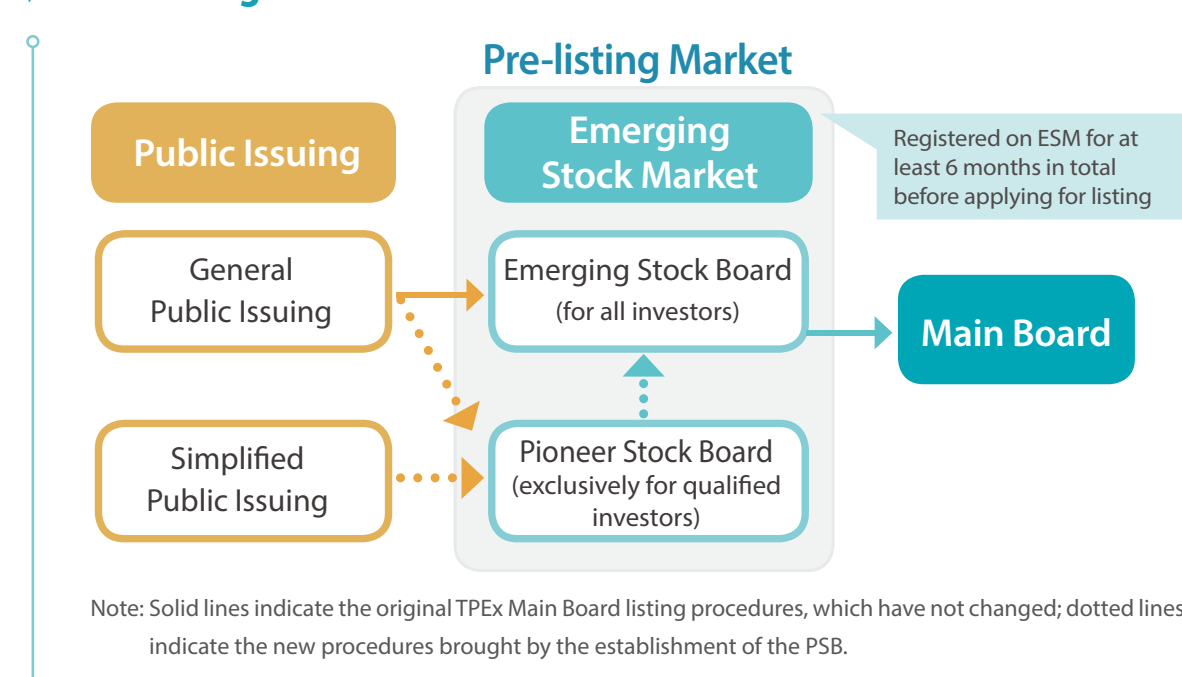 Pre-listing Market
Public Issuing
Emerging
Stock Market
Registered on ESM for at
least 6 months in total
before applying for listing
General
Public Issuing
Emerging Stock Board
(for all investors)
Main Board
Simplified
Public Issuing
Pioneer Stock Board
(exclusively for qualified
investors)
Note: Solid lines indicate the original TPEx Main Board listing procedures, which have not changed; dotted lines
indicate the new procedures brought by the establishment of the PSB.